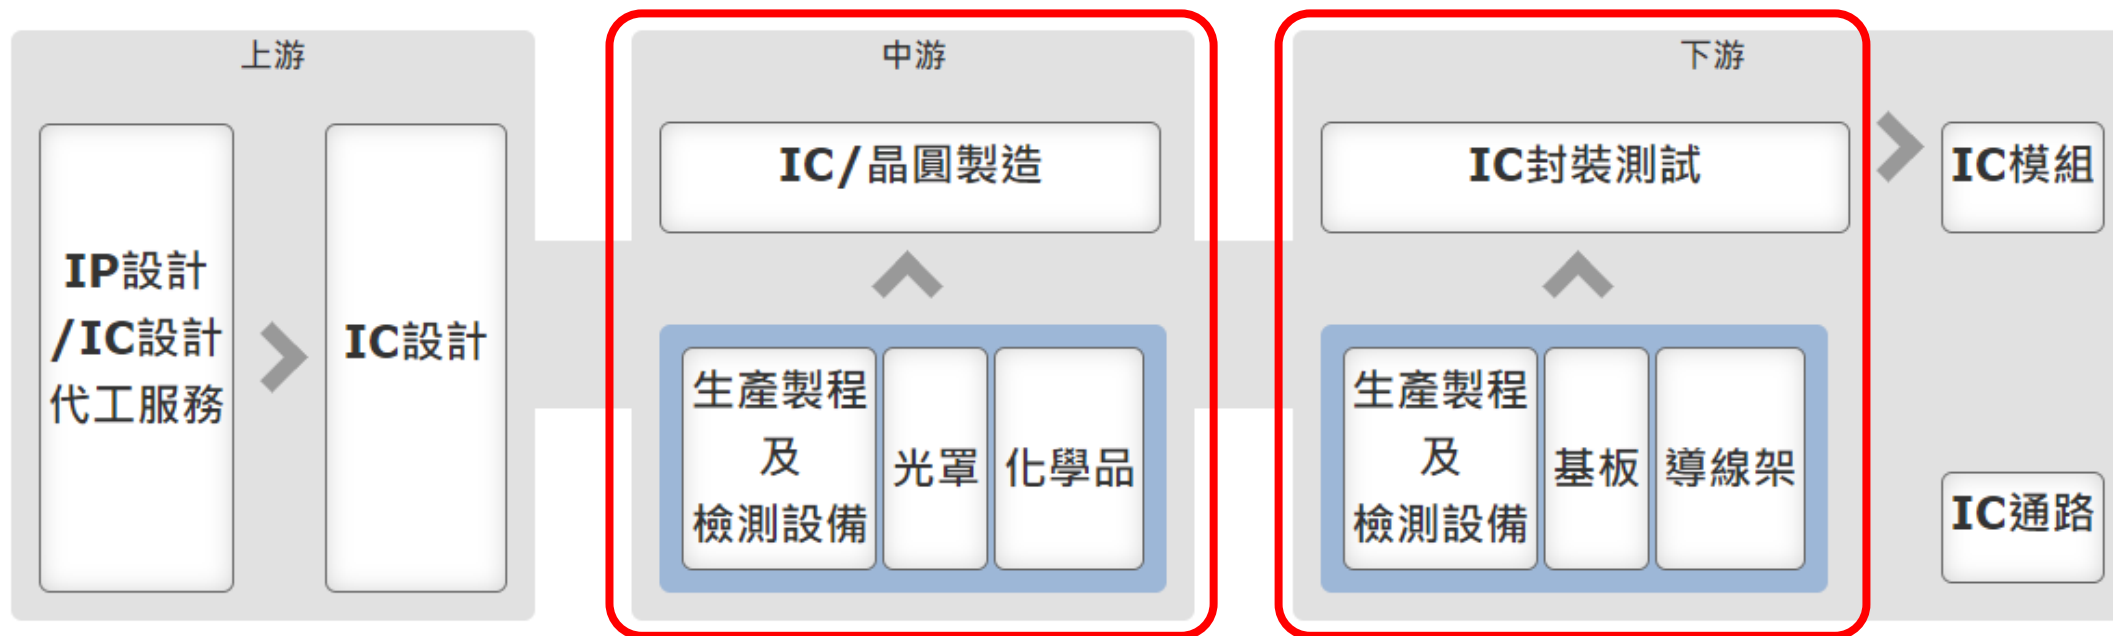 上游
IP設計
/IC設計
代工服務
IC設計
中游
IC/晶圓製造
生產製程
及
檢測設備
光罩
化學品
下游
IC封裝測試
生產製程
及
檢測設備
基板
導線架
IC模組
IC通路